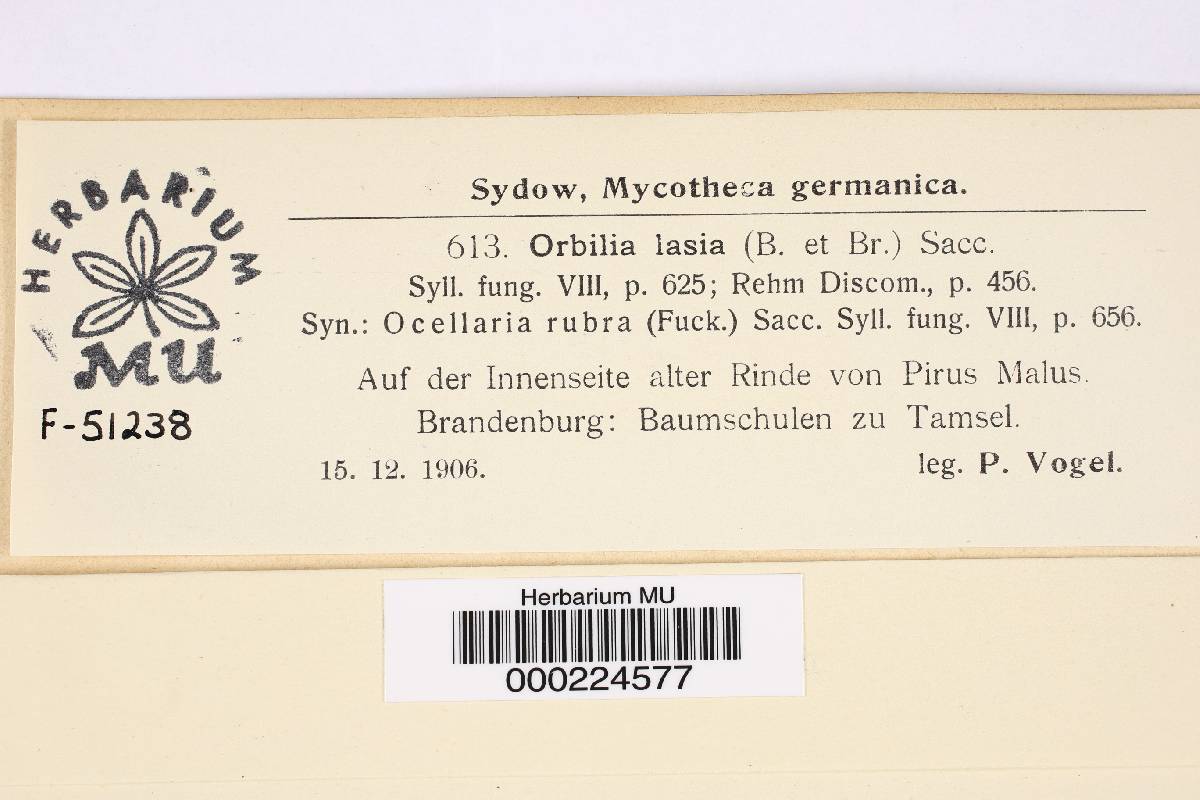 Sydow, Mycotheca germanica.
613. Orbilia lasia (B. et Br.) Sacc.
Syll. fung. VIII, p. 625; Rehm Discom., p. 456.
Syn.: Ocellaria rubra (Fuck.) Sacc. Syll. fung. VIII, p. 656.
Auf der Innenseite alter Rinde von Pirus Malus.
Brandenburg: Baumschulen zu Tamsel.
15. 12. 1906. leg. P. Vogel.
HERBARIUM
MU
F-51238
Herbarium MU
000224577